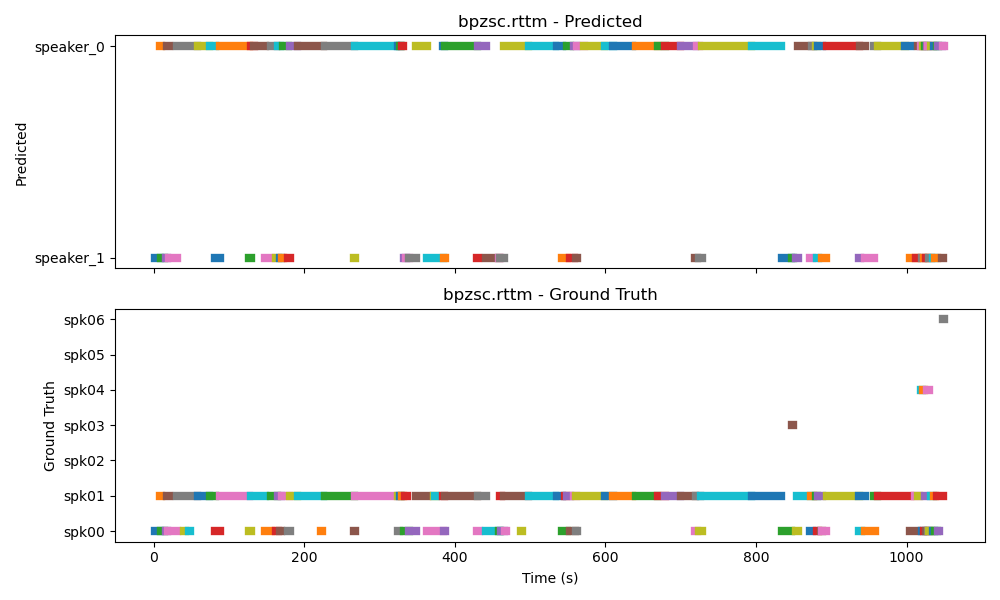 bpzsc.rttm - Predicted
speaker_0
Predicted
speaker_1
bpzsc.rttm - Ground Truth
spk06
spk05
spk04
Ground Truth
spk03
spk02
spk01
spk00
0 200 400 600 800 1000
Time (s)